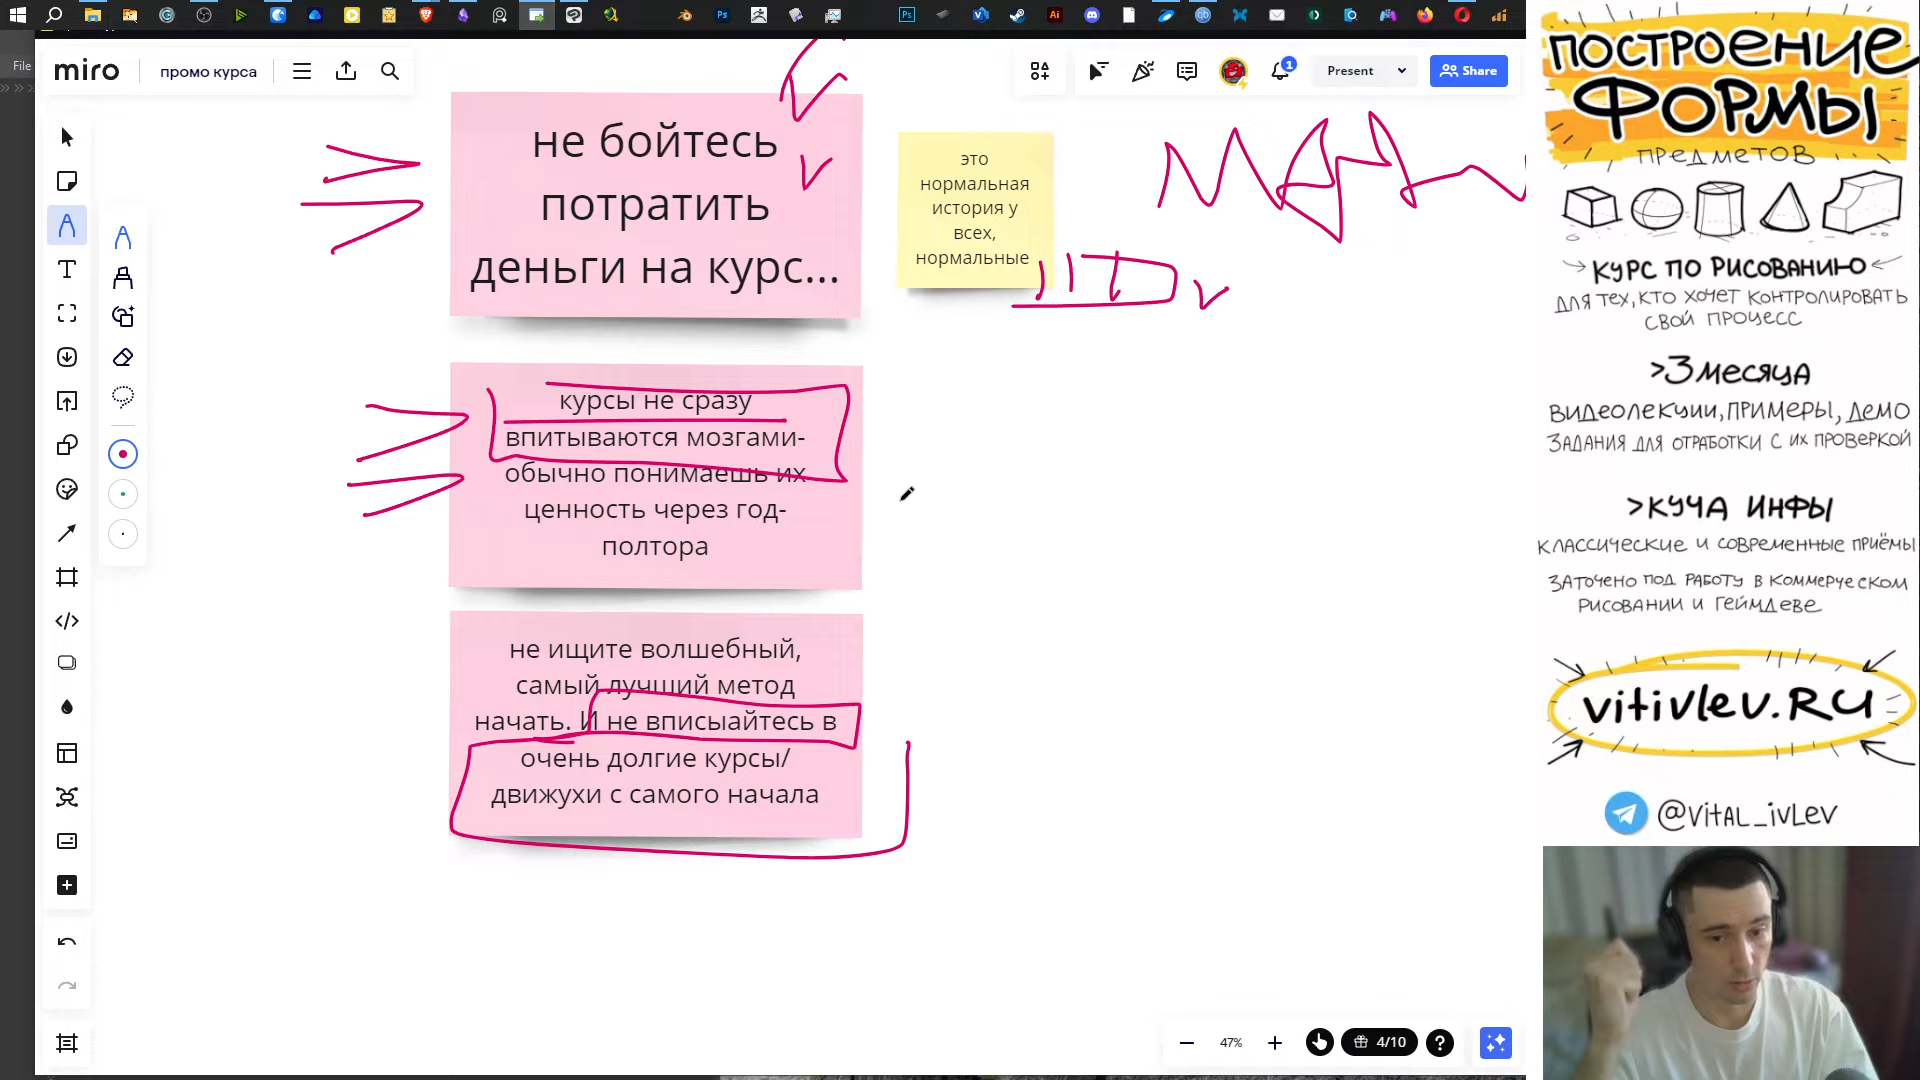 File
miro
промо курса
Present
1
Share
не бойтесь
потратить
деньги на курс...
это
нормальная
история у
всех,
нормальные
курсы не сразу
впитываются мозгами-
обычно понимаешь их
ценность через год-
полтора
не ищите волшебный,
самый лучший метод
начать. И не вписыайтесь в
очень долгие курсы/
движухи с самого начала
47%
4/10
?
ПОСТРОЕНИЕ
ФОРМЫ
ПРЕДМЕТОВ
КУРС ПО РИСОВАНИЮ
ДЛЯ ТЕХ, КТО ХОЧЕТ КОНТРОЛИРОВАТЬ
СВОЙ ПРОЦЕСС
>3 месяца
ВИДЕОЛЕКЦИИ, ПРИМЕРЫ, ДЕМО
ЗАДАНИЯ ДЛЯ ОТРАБОТКИ С ИХ ПРОВЕРКОЙ
>КУЧА ИНФЫ
КЛАССИЧЕСКИЕ И СОВРЕМЕННЫЕ ПРИЁМЫ
ЗАТОЧЕНО ПОД РАБОТУ В КОММЕРЧЕСКОМ
РИСОВАНИИ И ГЕЙМДЕВЕ
vitivlev.RU
@VITAL_IVLEV